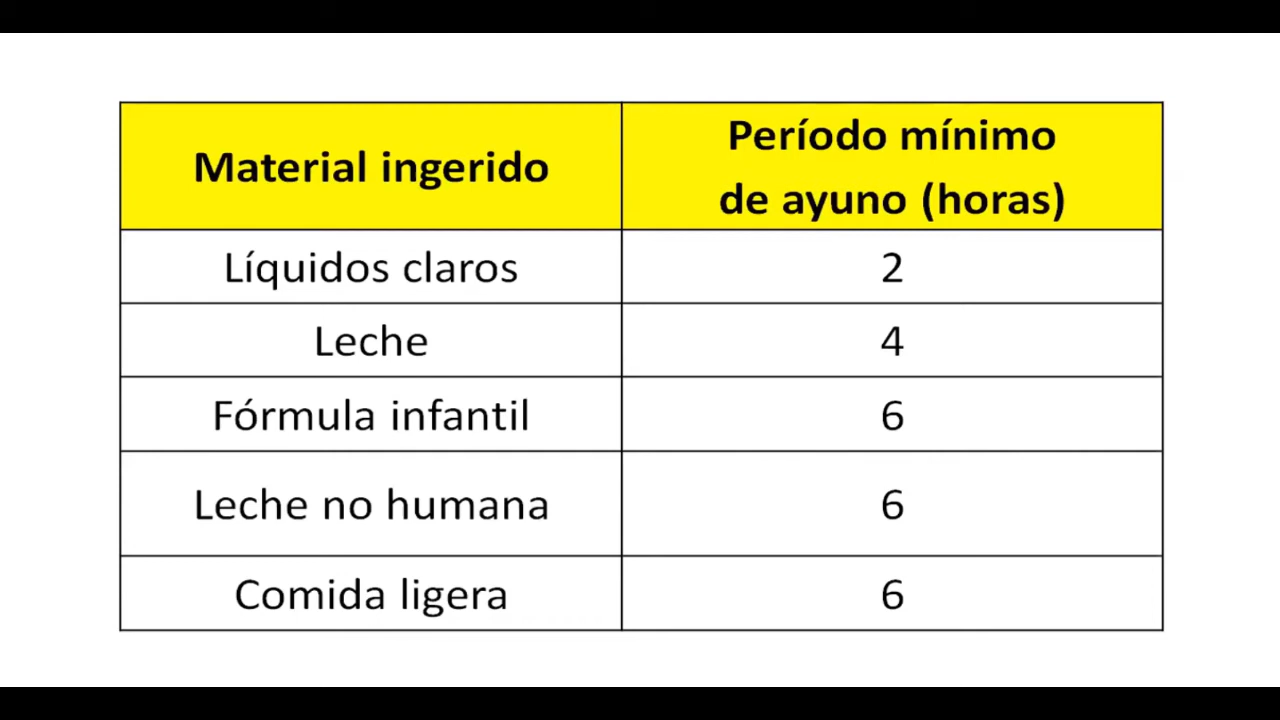 Material ingerido
Período mínimo
de ayuno (horas)
Líquidos claros
2
Leche
4
Fórmula infantil
6
Leche no humana
6
Comida ligera
6